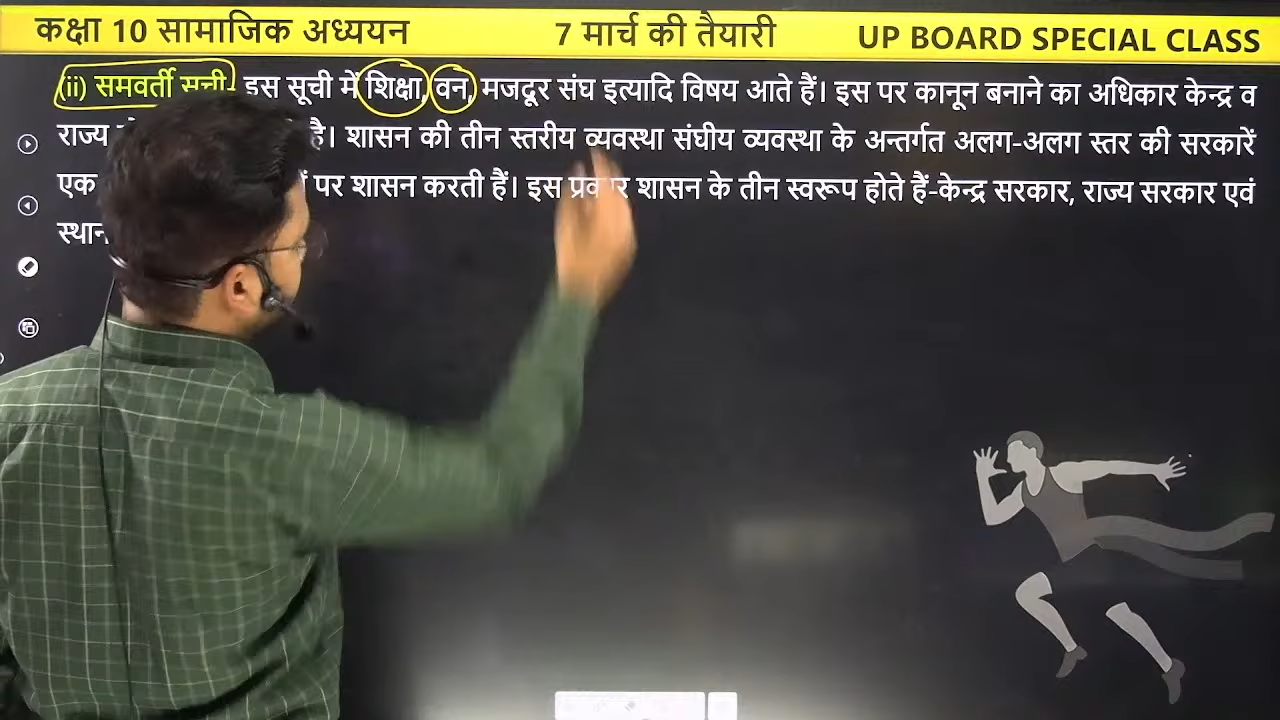 कक्षा 10 सामाजिक अध्ययन 7 मार्च की तैयारी UP BOARD SPECIAL CLASS
(ii) समवर्ती सूची इस सूची में शिक्षा, वन, मजदूर संघ इत्यादि विषय आते हैं। इस पर कानून बनाने का अधिकार केन्द्र व
राज्य है। शासन की तीन स्तरीय व्यवस्था संघीय व्यवस्था के अन्तर्गत अलग-अलग स्तर की सरकारें
एक पर शासन करती हैं। इस प्रकार शासन के तीन स्वरूप होते हैं-केन्द्र सरकार, राज्य सरकार एवं